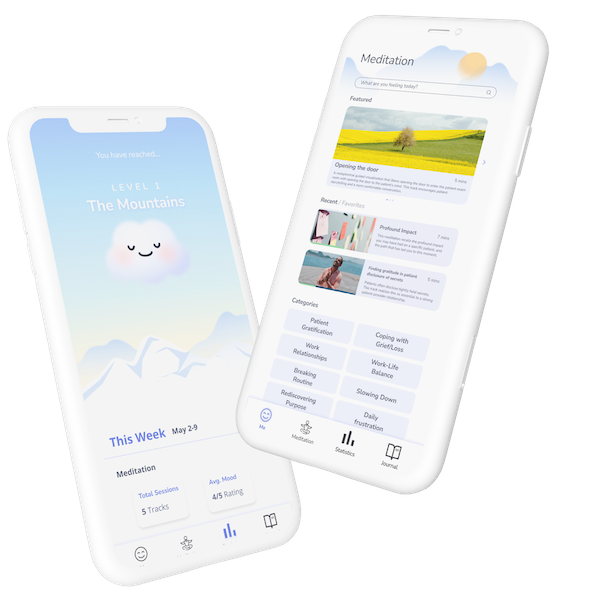 You have reached...
LEVEL 1
The Mountains
This Week May 2-9
Meditation
Total Sessions
5 Tracks
Avg. Mood
4/5 Rating
Meditation
What are you feeling today?
Featured
Opening the door
5 mins
Recent / Favorites
Profound Impact
7 mins
Finding gratitude in patient
disclosure of secrets
5 mins
Categories
Patient
Gratification
Coping with
Grief/Loss
Work
Relationships
Work-Life
Balance
Breaking
Routine
Slowing Down
Rediscovering
Purpose
Daily
frustration
Me
Meditation
Statistics
Journal